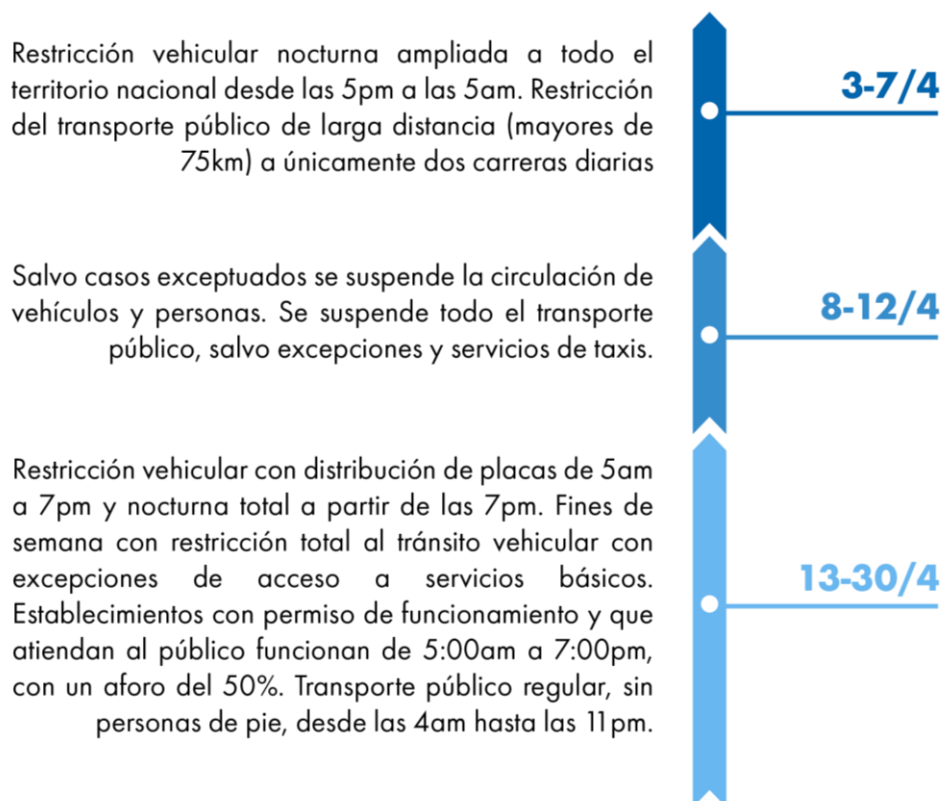 Restricción vehicular nocturna ampliada a todo el
territorio nacional desde las 5pm a las 5am. Restricción
del transporte público de larga distancia (mayores de
75km) a únicamente dos carreras diarias
3-7/4
Salvo casos exceptuados se suspende la circulación de
vehículos y personas. Se suspende todo el transporte
público, salvo excepciones y servicios de taxis.
8-12/4
Restricción vehicular con distribución de placas de 5am
a 7pm y nocturna total a partir de las 7pm. Fines de
semana con restricción total al tránsito vehicular con
excepciones de acceso a servicios básicos.
Establecimientos con permiso de funcionamiento y que
atiendan al público funcionan de 5:00am a 7:00pm,
con un aforo del 50%. Transporte público regular, sin
personas de pie, desde las 4am hasta las 11pm.
13-30/4